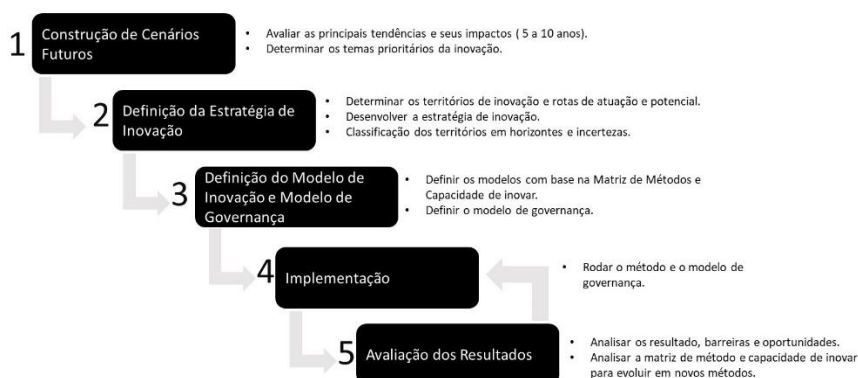 1
Construção de Cenários
Futuros
• Avaliar as principais tendências e seus impactos ( 5 a 10 anos).
• Determinar os temas prioritários da inovação.
2
Definição da Estratégia de
Inovação
• Determinar os territórios de inovação e rotas de atuação e potencial.
• Desenvolver a estratégia de inovação.
• Classificação dos territórios em horizontes e incertezas.
3
Definição do Modelo de
Inovação e Modelo de
Governança
• Definir os modelos com base na Matriz de Métodos e
Capacidade de inovar.
• Definir o modelo de governança.
4
Implementação
• Rodar o método e o modelo de
governança.
5
Avaliação dos Resultados
• Analisar os resultado, barreiras e oportunidades.
• Analisar a matriz de método e capacidade de inovar
para evoluir em novos métodos.